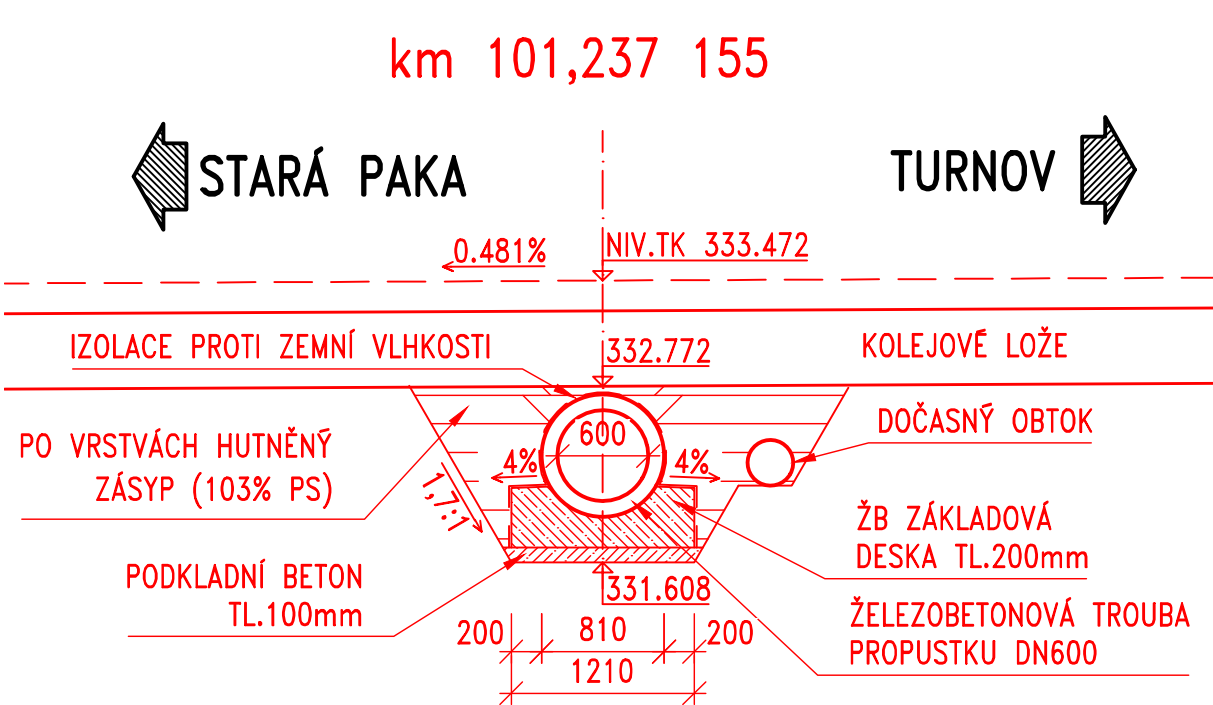 km 101,237 155
STARÁ PAKA
TURNOV
0.481%
NIV.TK 333.472
IZOLACE PROTI ZEMNÍ VLHKOSTI
332.772
KOLEJOVÉ LOŽE
DOČASNÝ OBTOK
PO VRSTVÁCH HUTNĚNÝ
ZÁSYP (103% PS)
600
4%
4%
1,7:1
ŽB ZÁKLADOVÁ
DESKA TL.200mm
PODKLADNÍ BETON
TL.100mm
331.608
ŽELEZOBETONOVÁ TROUBA
PROPUSTKU DN600
200
810
200
1210